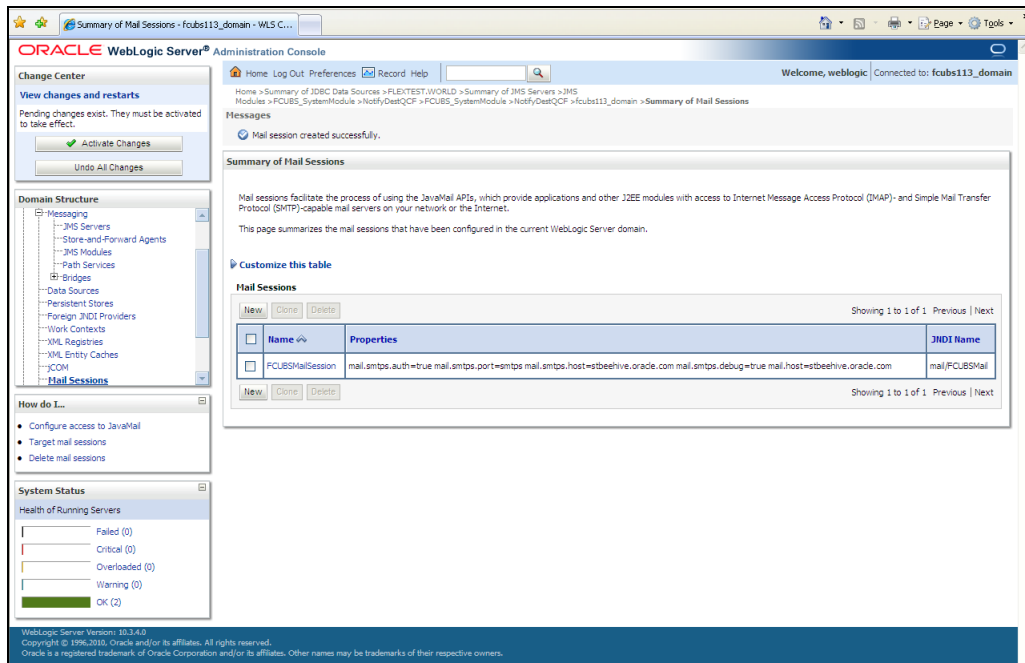 Summary of Mail Sessions - fcubs113_domain - WLS C...
Page
Tools
ORACLE WebLogic Server® Administration Console
Change Center
View changes and restarts
Pending changes exist. They must be activated
to take effect.
Activate Changes
Undo All Changes
Domain Structure
Messaging
JMS Servers
Store-and-Forward Agents
JMS Modules
Path Services
Bridges
Data Sources
Persistent Stores
Foreign JNDI Providers
Work Contexts
XML Registries
XML Entity Caches
jCOM
Mail Sessions
How do I...
Configure access to JavaMail
Target mail sessions
Delete mail sessions
System Status
Health of Running Servers
Failed (0)
Critical (0)
Overloaded (0)
Warning (0)
OK (2)
Home Log Out Preferences Record Help
Welcome, weblogic Connected to: fcubs113_domain
Home >Summary of JDBC Data Sources >FLEXTEST.WORLD >Summary of JMS Servers >JMS
Modules >FCUBS_SystemModule >NotifyDestQCF >FCUBS_SystemModule >NotifyDestQCF >fcubs113_domain >Summary of Mail Sessions
Messages
Mail session created successfully.
Summary of Mail Sessions
Mail sessions facilitate the process of using the JavaMail APIs, which provide applications and other J2EE modules with access to Internet Message Access Protocol (IMAP)- and Simple Mail Transfer
Protocol (SMTP)-capable mail servers on your network or the Internet.
This page summarizes the mail sessions that have been configured in the current WebLogic Server domain.
Customize this table
Mail Sessions
New Clone Delete
Showing 1 to 1 of 1 Previous | Next
Name Properties JNDI Name
FCUBSMailSession mail.smtps.auth=true mail.smtps.port=smtps mail.smtps.host=stbeehive.oracle.com mail.smtps.debug=true mail.host=stbeehive.oracle.com mail/FCUBSMail
New Clone Delete
Showing 1 to 1 of 1 Previous | Next
WebLogic Server Version: 10.3.4.0
Copyright © 1996,2010, Oracle and/or its affiliates. All rights reserved.
Oracle is a registered trademark of Oracle Corporation and/or its affiliates. Other names may be trademarks of their respective owners.